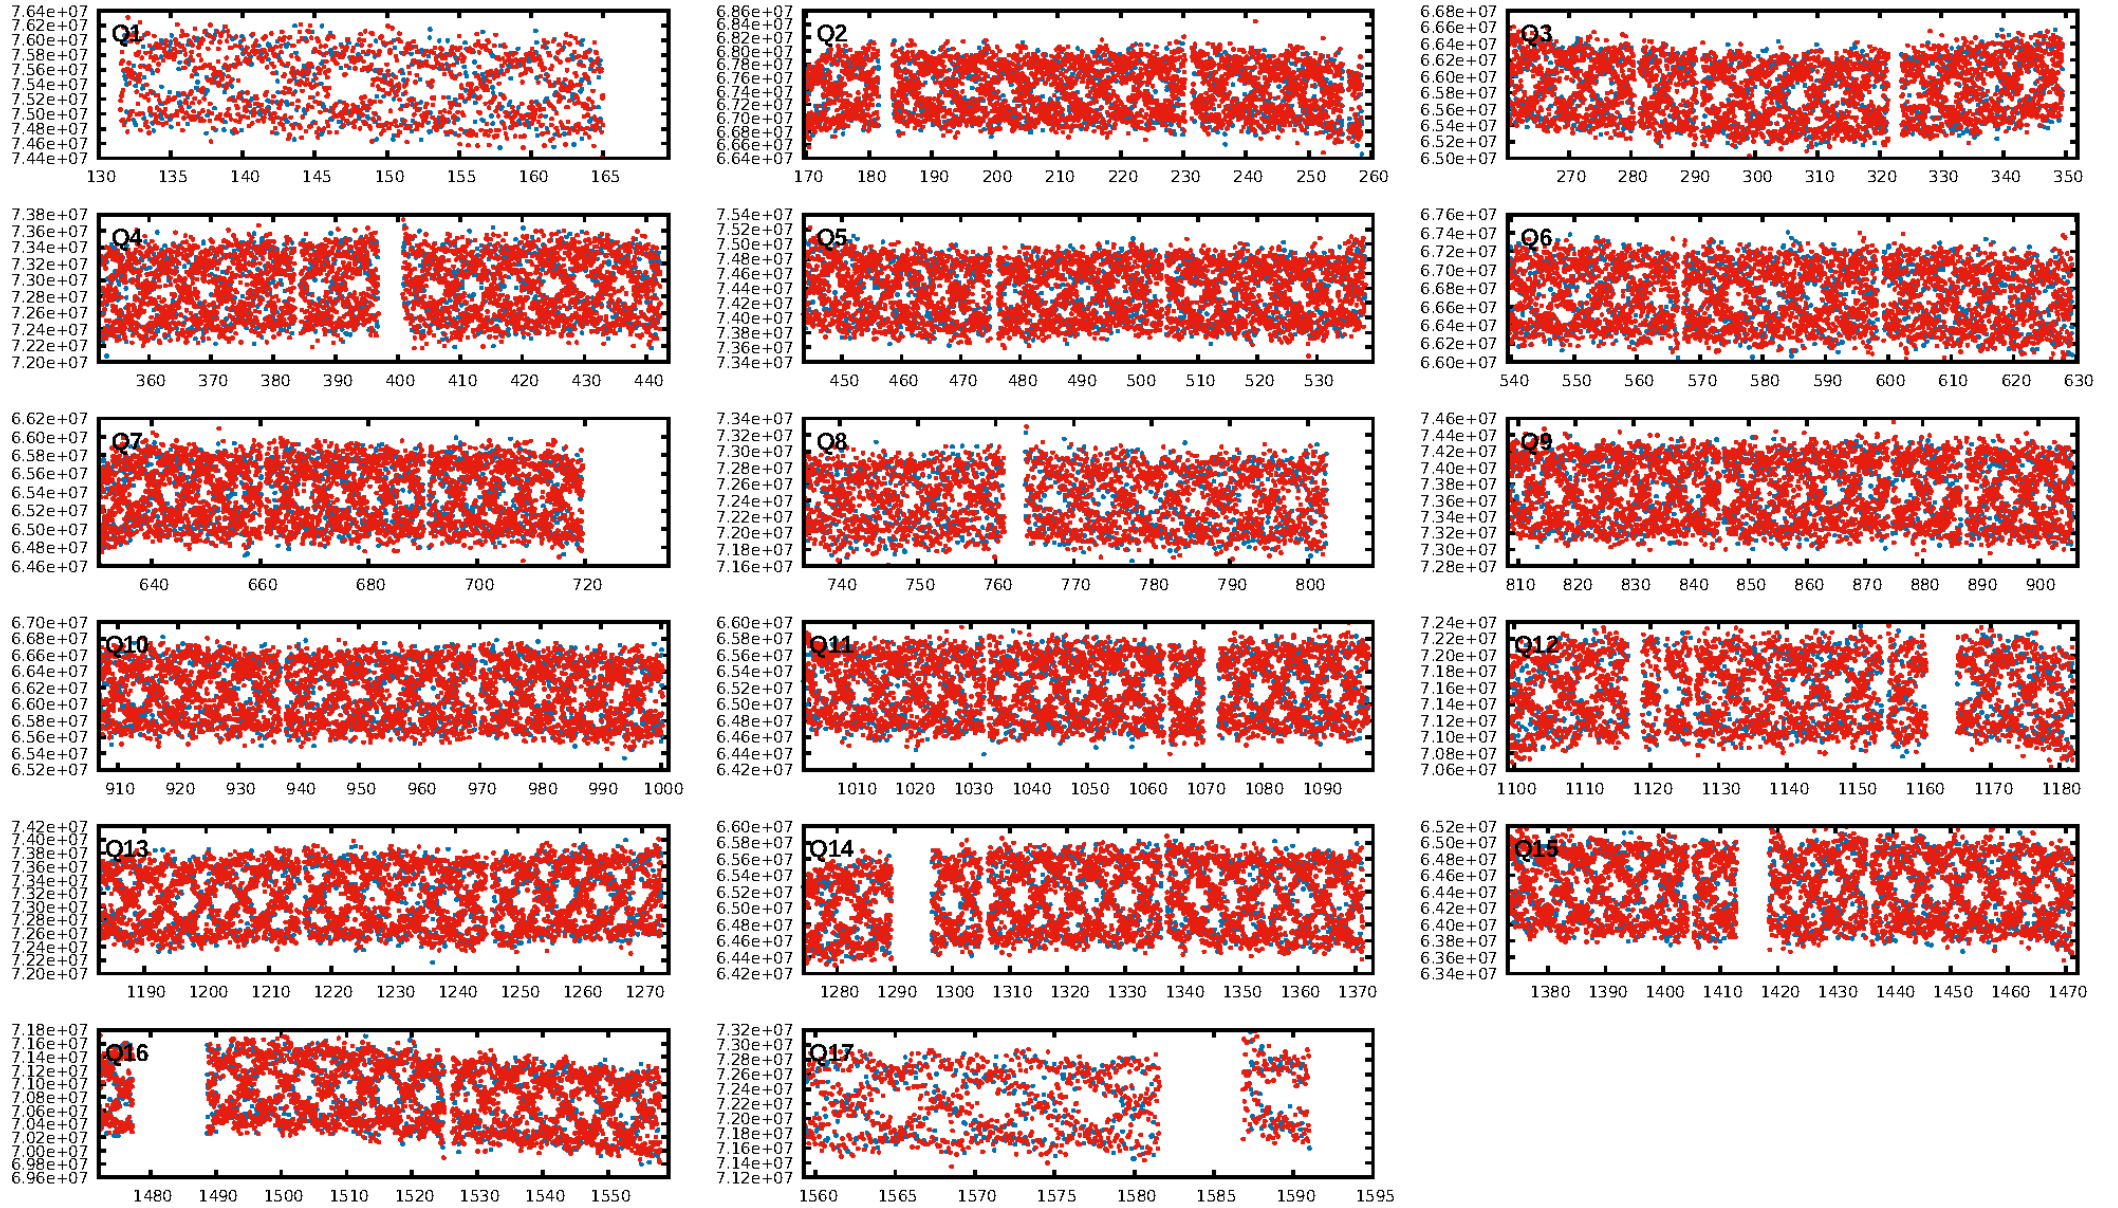 7.64e+07
7.62e+07
7.60e+07
7.58e+07
7.56e+07
7.54e+07
7.52e+07
7.50e+07
7.48e+07
7.46e+07
7.44e+07
Q1
130 135 140 145 150 155 160 165
6.86e+07
6.84e+07
6.82e+07
6.80e+07
6.78e+07
6.76e+07
6.74e+07
6.72e+07
6.70e+07
6.68e+07
6.66e+07
6.64e+07
Q2
170 180 190 200 210 220 230 240 250 260
6.68e+07
6.66e+07
6.64e+07
6.62e+07
6.60e+07
6.58e+07
6.56e+07
6.54e+07
6.52e+07
6.50e+07
Q3
270 280 290 300 310 320 330 340 350
7.38e+07
7.36e+07
7.34e+07
7.32e+07
7.30e+07
7.28e+07
7.26e+07
7.24e+07
7.22e+07
7.20e+07
Q4
360 370 380 390 400 410 420 430 440
7.54e+07
7.52e+07
7.50e+07
7.48e+07
7.46e+07
7.44e+07
7.42e+07
7.40e+07
7.38e+07
7.36e+07
7.34e+07
Q5
450 460 470 480 490 500 510 520 530
6.76e+07
6.74e+07
6.72e+07
6.70e+07
6.68e+07
6.66e+07
6.64e+07
6.62e+07
6.60e+07
Q6
540 550 560 570 580 590 600 610 620 630
6.62e+07
6.60e+07
6.58e+07
6.56e+07
6.54e+07
6.52e+07
6.50e+07
6.48e+07
6.46e+07
Q7
640 660 680 700 720
7.34e+07
7.32e+07
7.30e+07
7.28e+07
7.26e+07
7.24e+07
7.22e+07
7.20e+07
7.18e+07
7.16e+07
Q8
740 750 760 770 780 790 800
7.46e+07
7.44e+07
7.42e+07
7.40e+07
7.38e+07
7.36e+07
7.34e+07
7.32e+07
7.30e+07
7.28e+07
Q9
810 820 830 840 850 860 870 880 890 900
6.70e+07
6.68e+07
6.66e+07
6.64e+07
6.62e+07
6.60e+07
6.58e+07
6.56e+07
6.54e+07
6.52e+07
Q10
910 920 930 940 950 960 970 980 990 1000
6.60e+07
6.58e+07
6.56e+07
6.54e+07
6.52e+07
6.50e+07
6.48e+07
6.46e+07
6.44e+07
6.42e+07
Q11
1010 1020 1030 1040 1050 1060 1070 1080 1090
7.24e+07
7.22e+07
7.20e+07
7.18e+07
7.16e+07
7.14e+07
7.12e+07
7.10e+07
7.08e+07
7.06e+07
Q12
1100 1110 1120 1130 1140 1150 1160 1170 1180
7.42e+07
7.40e+07
7.38e+07
7.36e+07
7.34e+07
7.32e+07
7.30e+07
7.28e+07
7.26e+07
7.24e+07
7.22e+07
7.20e+07
Q13
1190 1200 1210 1220 1230 1240 1250 1260 1270
6.60e+07
6.58e+07
6.56e+07
6.54e+07
6.52e+07
6.50e+07
6.48e+07
6.46e+07
6.44e+07
6.42e+07
Q14
1280 1290 1300 1310 1320 1330 1340 1350 1360 1370
6.52e+07
6.50e+07
6.48e+07
6.46e+07
6.44e+07
6.42e+07
6.40e+07
6.38e+07
6.36e+07
6.34e+07
Q15
1380 1390 1400 1410 1420 1430 1440 1450 1460 1470
7.18e+07
7.16e+07
7.14e+07
7.12e+07
7.10e+07
7.08e+07
7.06e+07
7.04e+07
7.02e+07
7.00e+07
6.98e+07
6.96e+07
Q16
1480 1490 1500 1510 1520 1530 1540 1550
7.32e+07
7.30e+07
7.28e+07
7.26e+07
7.24e+07
7.22e+07
7.20e+07
7.18e+07
7.16e+07
7.14e+07
7.12e+07
Q17
1560 1565 1570 1575 1580 1585 1590 1595